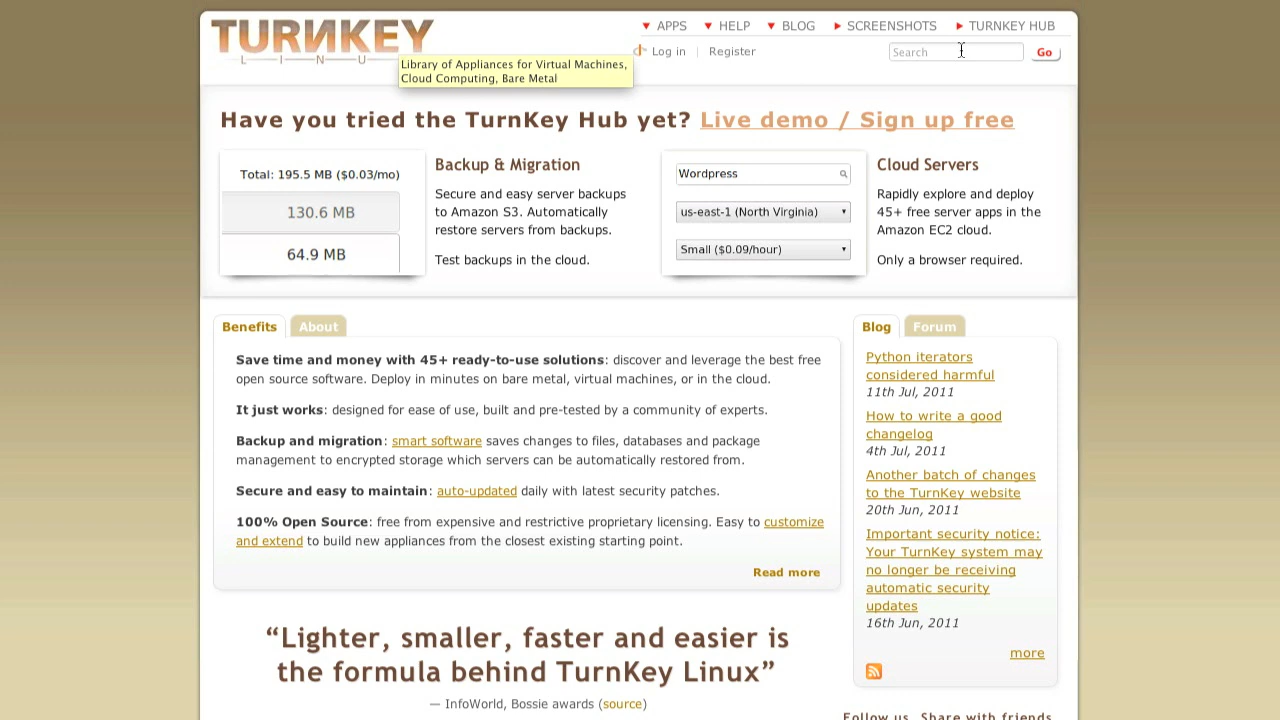 TURNKEY
L I N U
APPS HELP BLOG SCREENSHOTS TURNKEY HUB
Log in | Register
Search
Go
Library of Appliances for Virtual Machines,
Cloud Computing, Bare Metal
Have you tried the TurnKey Hub yet? Live demo / Sign up free
Total: 195.5 MB ($0.03/mo)
130.6 MB
64.9 MB
Backup & Migration
Secure and easy server backups
to Amazon S3. Automatically
restore servers from backups.
Test backups in the cloud.
Wordpress
us-east-1 (North Virginia)
Small ($0.09/hour)
Cloud Servers
Rapidly explore and deploy
45+ free server apps in the
Amazon EC2 cloud.
Only a browser required.
Benefits About
Save time and money with 45+ ready-to-use solutions: discover and leverage the best free
open source software. Deploy in minutes on bare metal, virtual machines, or in the cloud.
It just works: designed for ease of use, built and pre-tested by a community of experts.
Backup and migration: smart software saves changes to files, databases and package
management to encrypted storage which servers can be automatically restored from.
Secure and easy to maintain: auto-updated daily with latest security patches.
100% Open Source: free from expensive and restrictive proprietary licensing. Easy to customize
and extend to build new appliances from the closest existing starting point.
Read more
“Lighter, smaller, faster and easier is
the formula behind TurnKey Linux”
— InfoWorld, Bossie awards (source)
Blog Forum
Python iterators
considered harmful
11th Jul, 2011
How to write a good
changelog
4th Jul, 2011
Another batch of changes
to the TurnKey website
20th Jun, 2011
Important security notice:
Your TurnKey system may
no longer be receiving
automatic security
updates
16th Jun, 2011
more
Follow us. Share with friends.